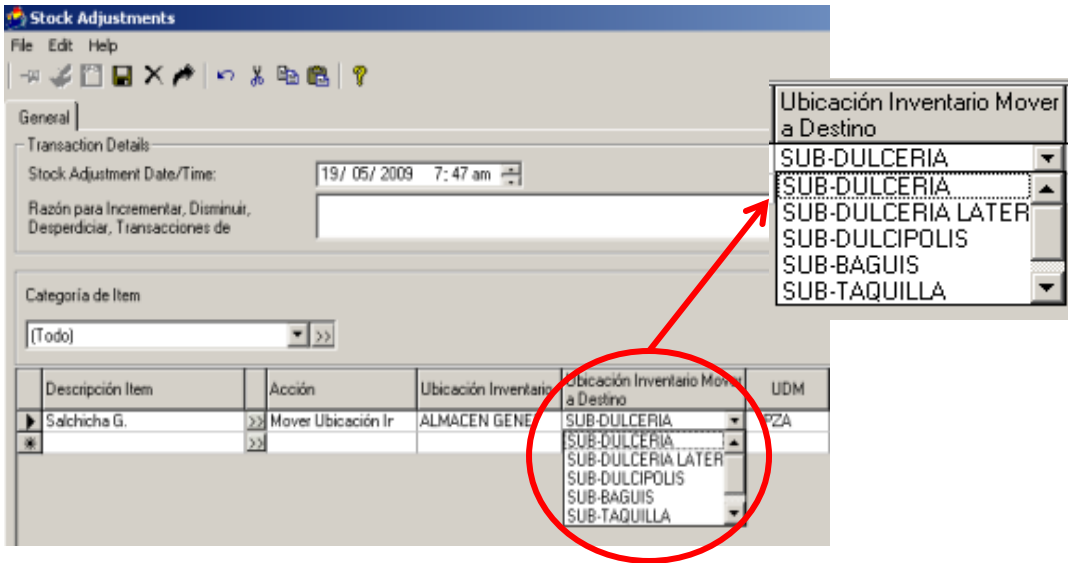 Stock Adjustments
File Edit Help
General
Transaction Details
Stock Adjustment Date/Time: 19/ 05/ 2009 7: 47 am
Razón para Incrementar, Disminuir,
Desperdiciar, Transacciones de
Categoría de Item
(Todo) >>
Descripción Item Acción Ubicación Inventario Ubicación Inventario Mover a Destino UDM
Salchicha G. >> Mover Ubicación Ir ALMACEN GENE SUB-DULCERIA PZA
>>
SUB-DULCERIA
SUB-DULCERIA LATER
SUB-DULCIPOLIS
SUB-BAGUIS
SUB-TAQUILLA
Ubicación Inventario Mover
a Destino
SUB-DULCERIA
SUB-DULCERIA
SUB-DULCERIA LATER
SUB-DULCIPOLIS
SUB-BAGUIS
SUB-TAQUILLA